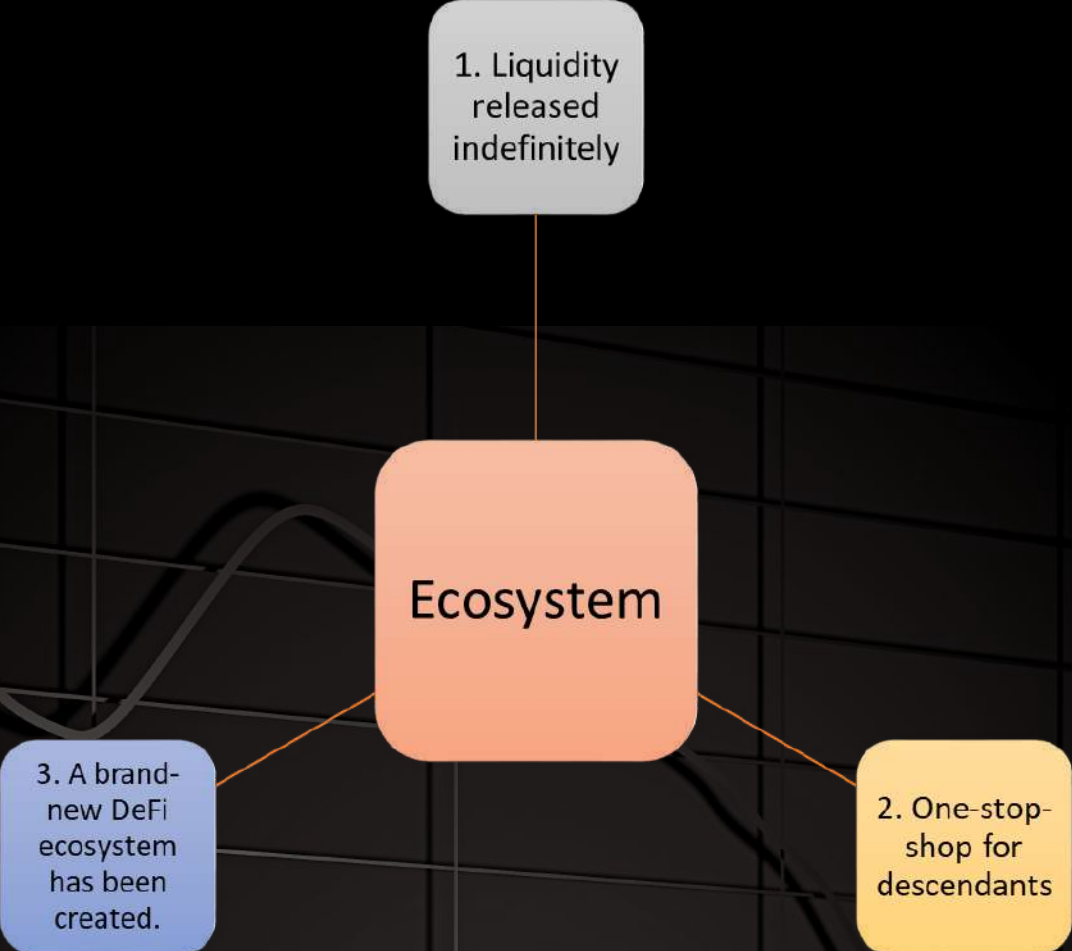 1. Liquidity
released
indefinitely
Ecosystem
3. A brand-
new DeFi
ecosystem
has been
created.
2. One-stop-
shop for
descendants